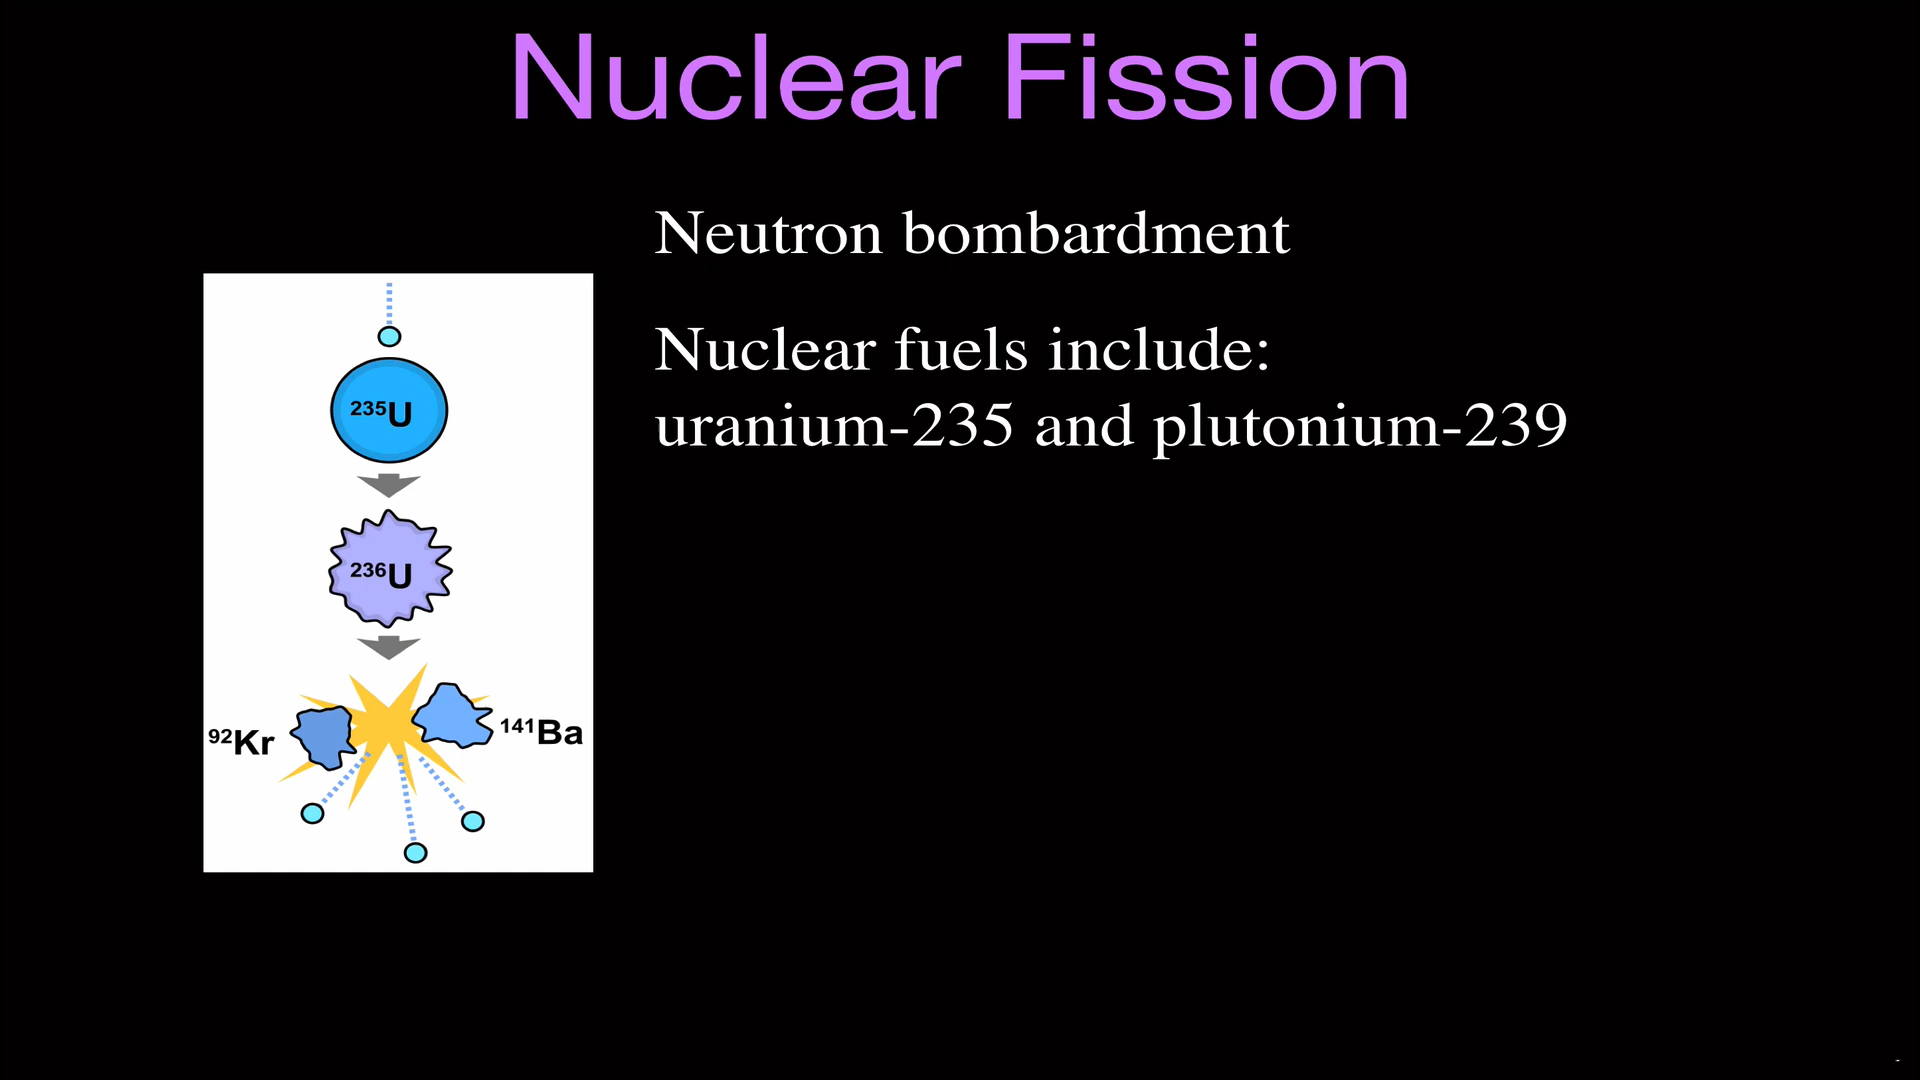 Nuclear Fission
Neutron bombardment
Nuclear fuels include:
uranium-235 and plutonium-239
²³⁵U
²³⁶U
⁹²Kr
¹⁴¹Ba